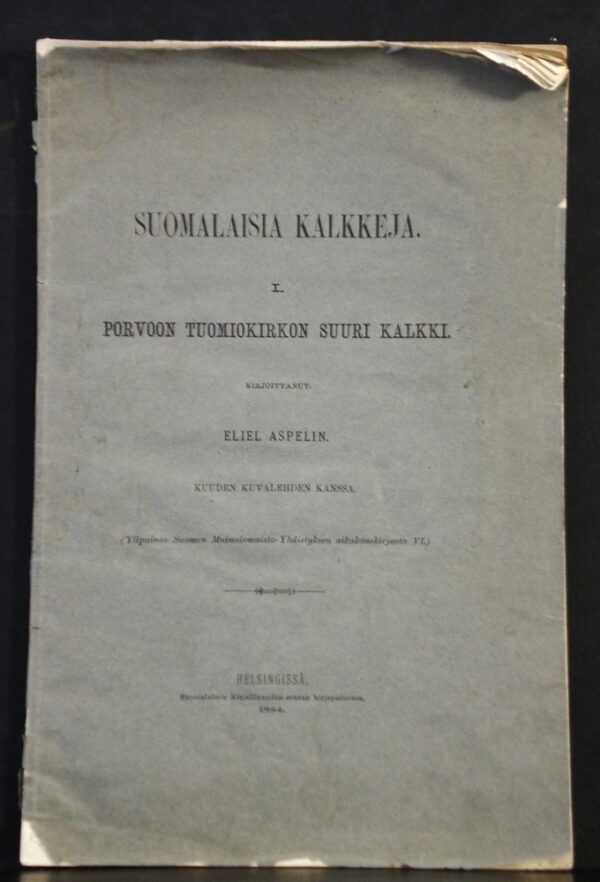 SUOMALAISIA KALKKEJA.
I.
PORVOON TUOMIOKIRKON SUURI KALKKI.
KIRJOITTANUT.
ELIEL ASPELIN.
KUUDEN KUVALEHDEN KANSSA.
(Ylipainos Suomen Muinaismuisto-Yhdistyksen aikakauskirjasta VI.)
HELSINGISSÄ,
Suomalaisen Kirjallisuuden seuran kirjapainossa,
1884.